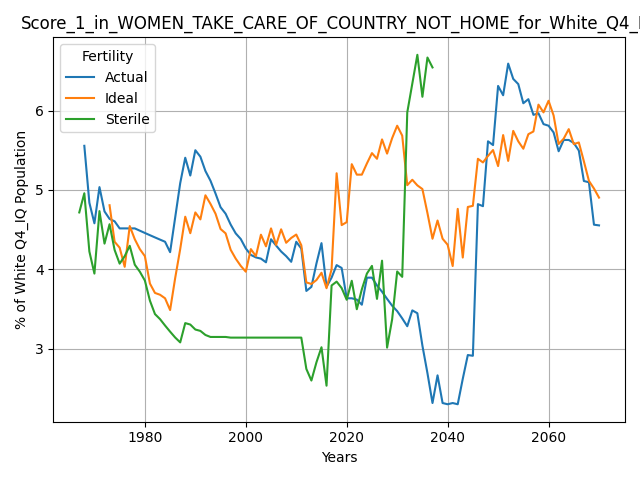 Score_1_in_WOMEN_TAKE_CARE_OF_COUNTRY_NOT_HOME_for_White_Q4_I
Fertility
Actual
Ideal
Sterile
% of White Q4_IQ Population
6
5
4
3
1980 2000 2020 2040 2060
Years